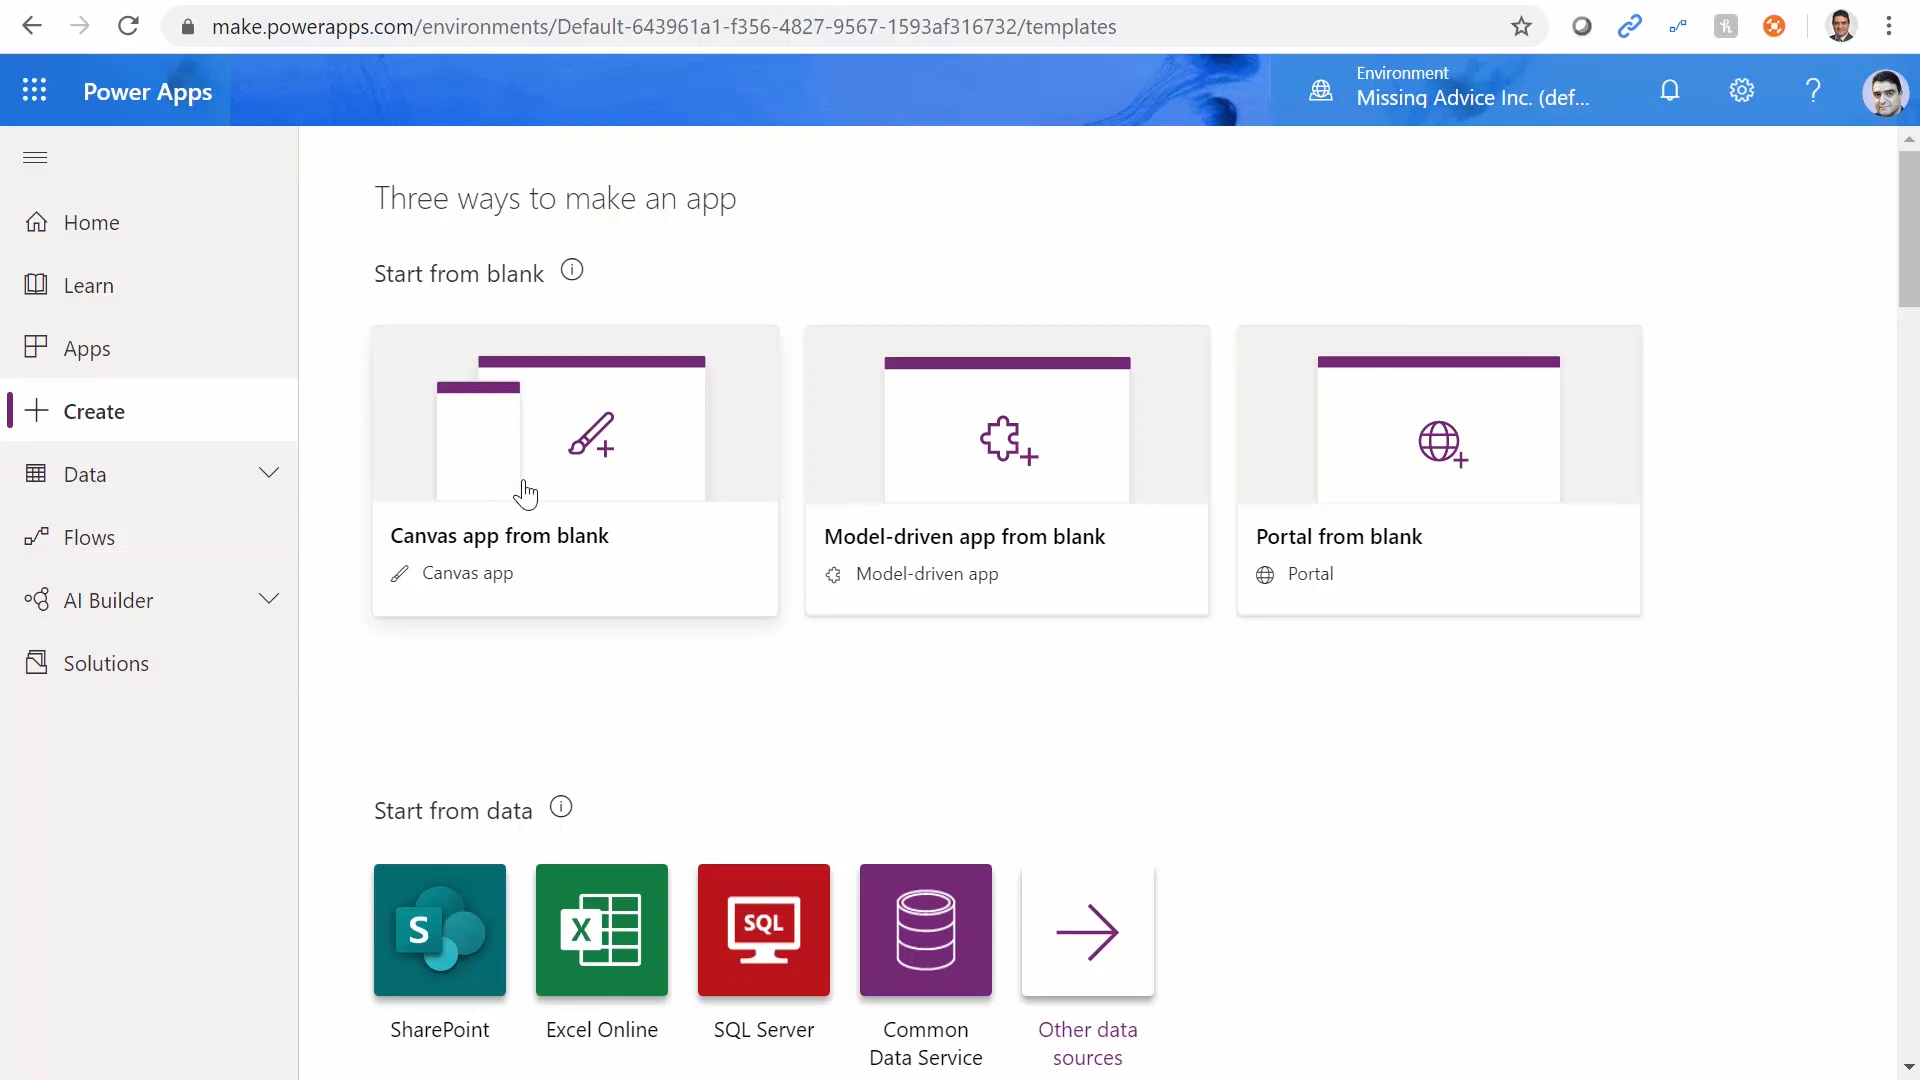 make.powerapps.com/environments/Default-643961a1-f356-4827-9567-1593af316732/templates
Power Apps
Environment
Missing Advice Inc. (def...
Home
Learn
Apps
Create
Data
Flows
AI Builder
Solutions
Three ways to make an app
Start from blank
Canvas app from blank
Canvas app
Model-driven app from blank
Model-driven app
Portal from blank
Portal
Start from data
S
X
SQL
SharePoint
Excel Online
SQL Server
Common
Data Service
Other data
sources